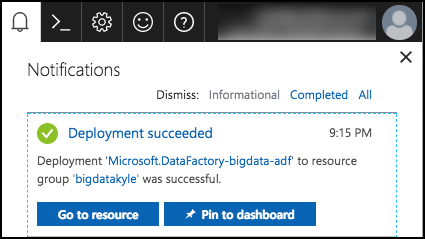 Notifications
Dismiss: Informational Completed All
Deployment succeeded 9:15 PM
Deployment 'Microsoft.DataFactory-bigdata-adf' to resource
group 'bigdatakyle' was successful.
Go to resource Pin to dashboard